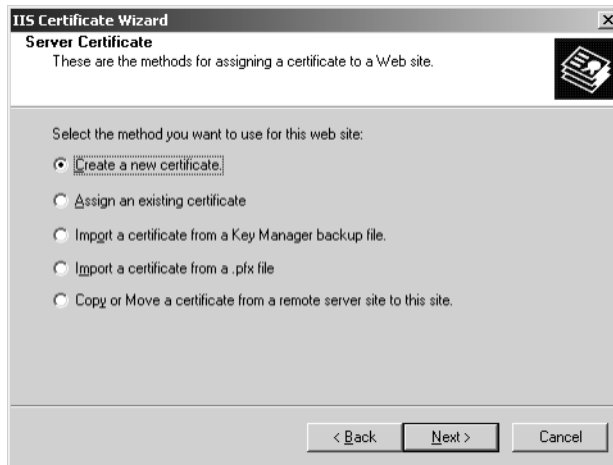 IIS Certificate Wizard
Server Certificate
These are the methods for assigning a certificate to a Web site.
Select the method you want to use for this web site:
Create a new certificate.
Assign an existing certificate
Import a certificate from a Key Manager backup file.
Import a certificate from a .pfx file
Copy or Move a certificate from a remote server site to this site.
< Back Next > Cancel